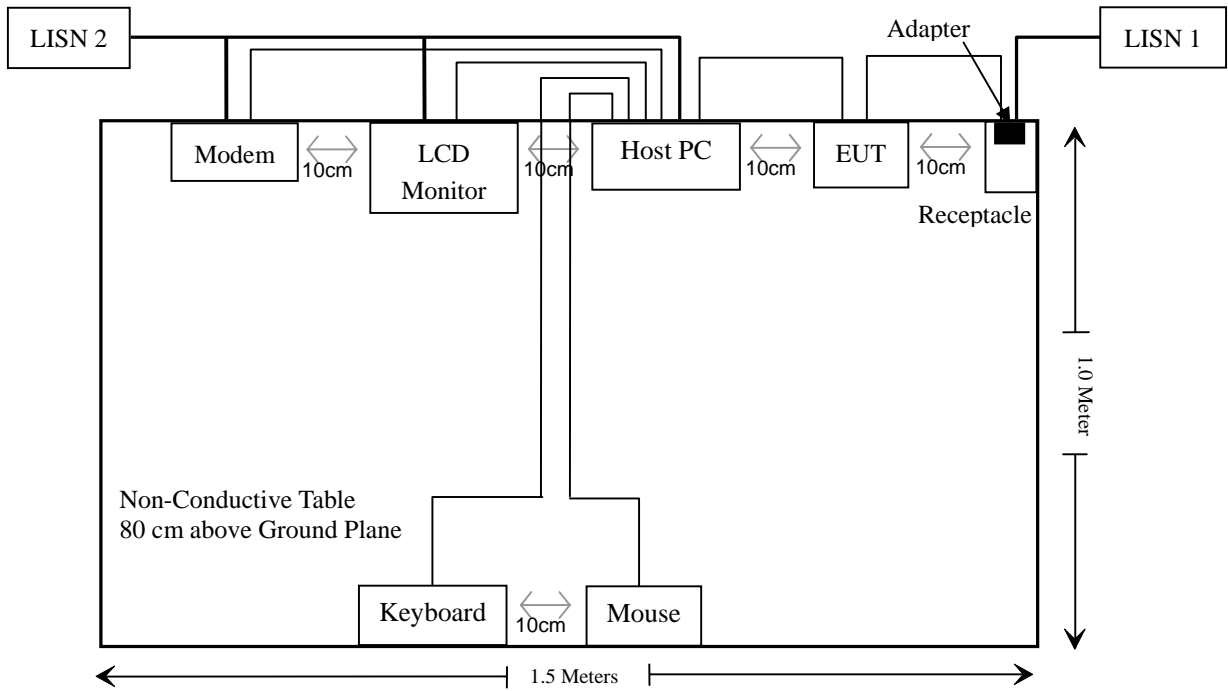 LISN 2
Adapter
LISN 1
Modem
10cm
LCD
Monitor
10cm
Host PC
10cm
EUT
10cm
Receptacle
1.0 Meter
Non-Conductive Table
80 cm above Ground Plane
Keyboard
10cm
Mouse
1.5 Meters